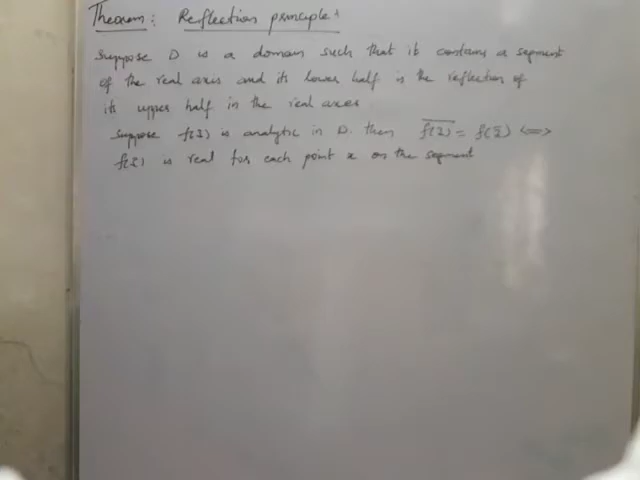 Theorem: Reflection principle:
Suppose D is a domain such that it contains a segment
of the real axis and its lower half is the reflection of
its upper half in the real axes
Suppose f(z) is analytic in D. then \overline{f(z)} = f(\overline{z}) <=>
f(x) is real for each point x on the segment